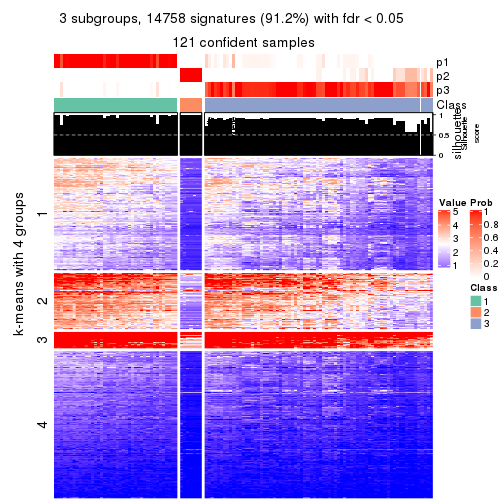 3 subgroups, 14758 signatures (91.2%) with fdr < 0.05
121 confident samples
p1
p2
p3
Class
1
0.5
0
silhouette
Silhouette
score
k-means with 4 groups
1
2
3
4
Value
5
4
3
2
1
Prob
1
0.8
0.6
0.4
0.2
0
Class
1
2
3